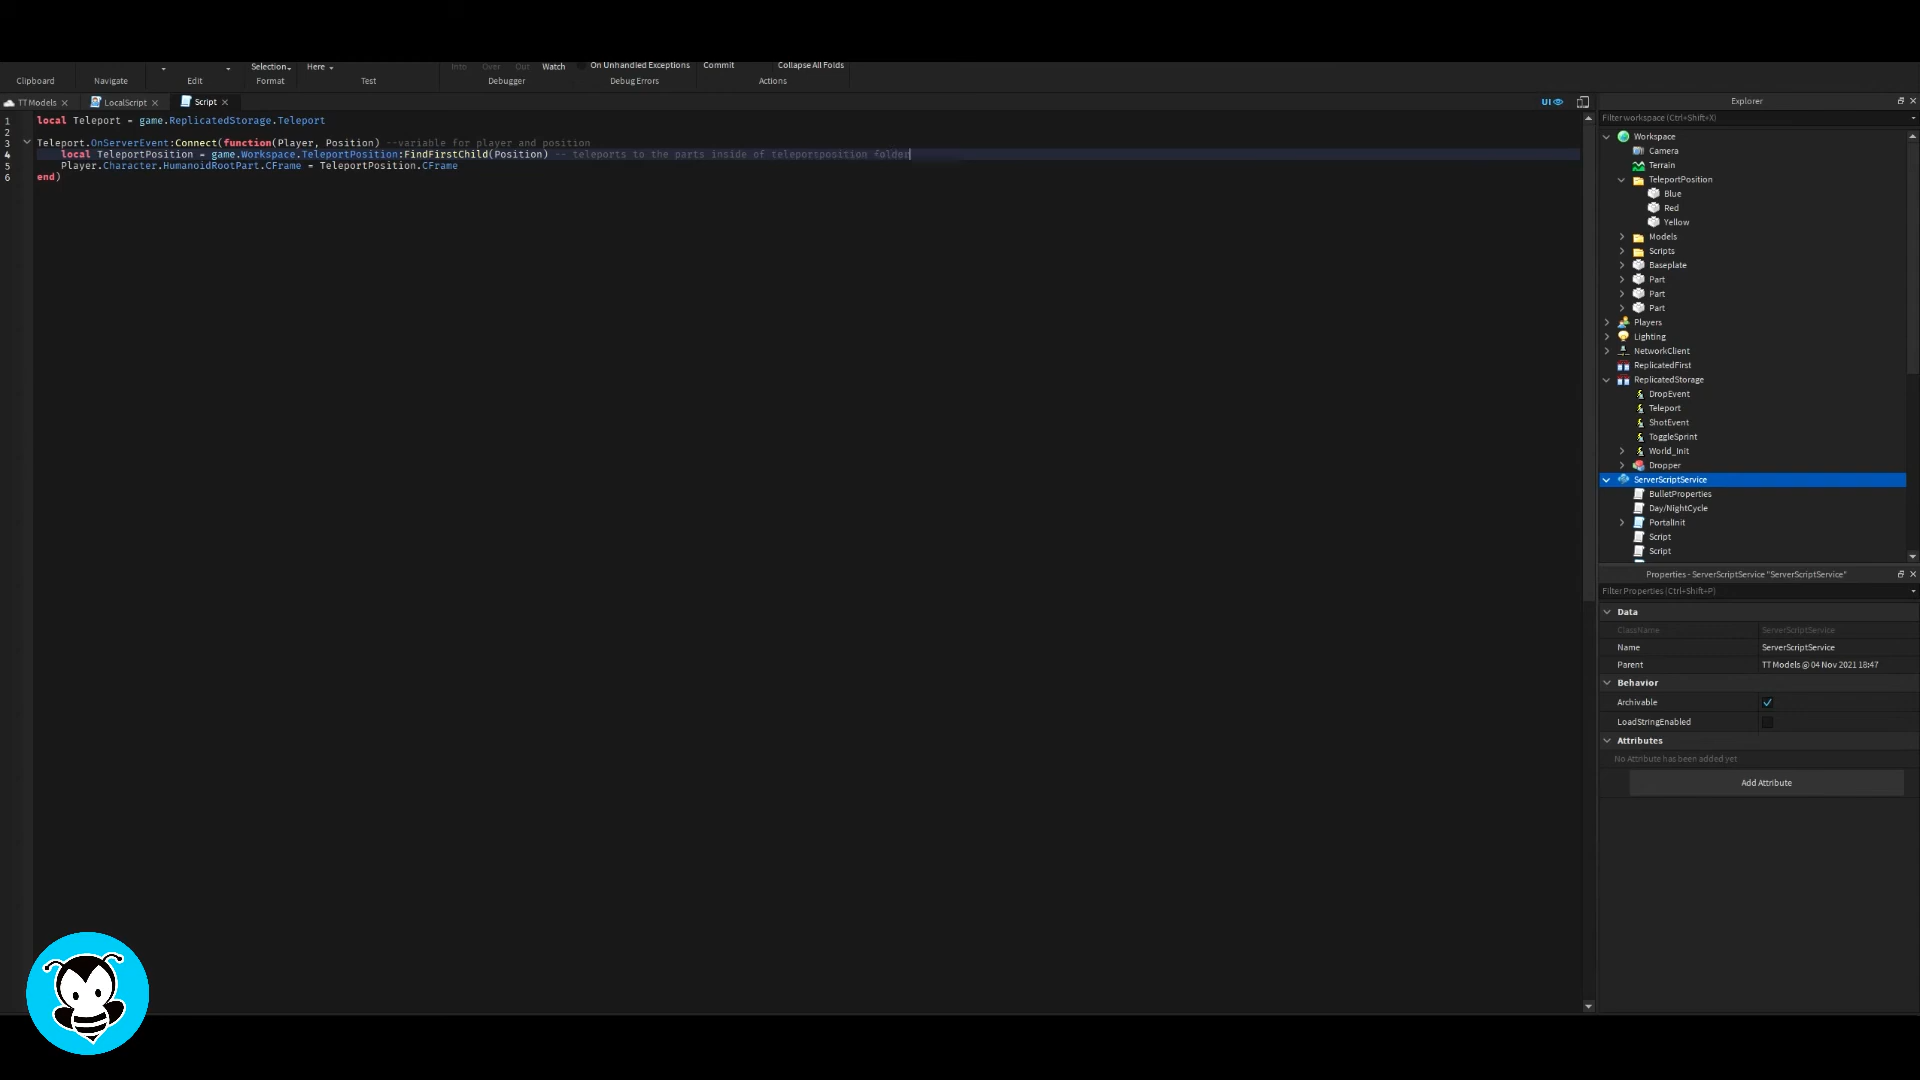 Selection
Here
Into
Over
Out
Watch
On Unhandled Exceptions
Commit
Collapse All Folds
Clipboard
Navigate
Edit
Format
Test
Debugger
Debug Errors
Actions
TT Models
LocalScript
Script
UI
1 local Teleport = game.ReplicatedStorage.Teleport
2
3 Teleport.OnServerEvent:Connect(function(Player, Position) --variable for player and position
4 local TeleportPosition = game.Workspace.TeleportPosition:FindFirstChild(Position) -- teleports to the parts inside of teleportsposition folder
5 Player.Character.HumanoidRootPart.CFrame = TeleportPosition.CFrame
6 end)
Explorer
Filter workspace (Ctrl+Shift+X)
Workspace
Camera
Terrain
TeleportPosition
Blue
Red
Yellow
Models
Scripts
Baseplate
Part
Part
Part
Players
Lighting
NetworkClient
ReplicatedFirst
ReplicatedStorage
DropEvent
Teleport
ShotEvent
ToggleSprint
World_Init
Dropper
ServerScriptService
BulletProperties
Day/NightCycle
PortalInit
Script
Script
Properties - ServerScriptService "ServerScriptService"
Filter Properties (Ctrl+Shift+P)
Data
ClassName ServerScriptService
Name ServerScriptService
Parent TT Models @ 04 Nov 2021 18:47
Behavior
Archivable
LoadStringEnabled
Attributes
No Attribute has been added yet
Add Attribute